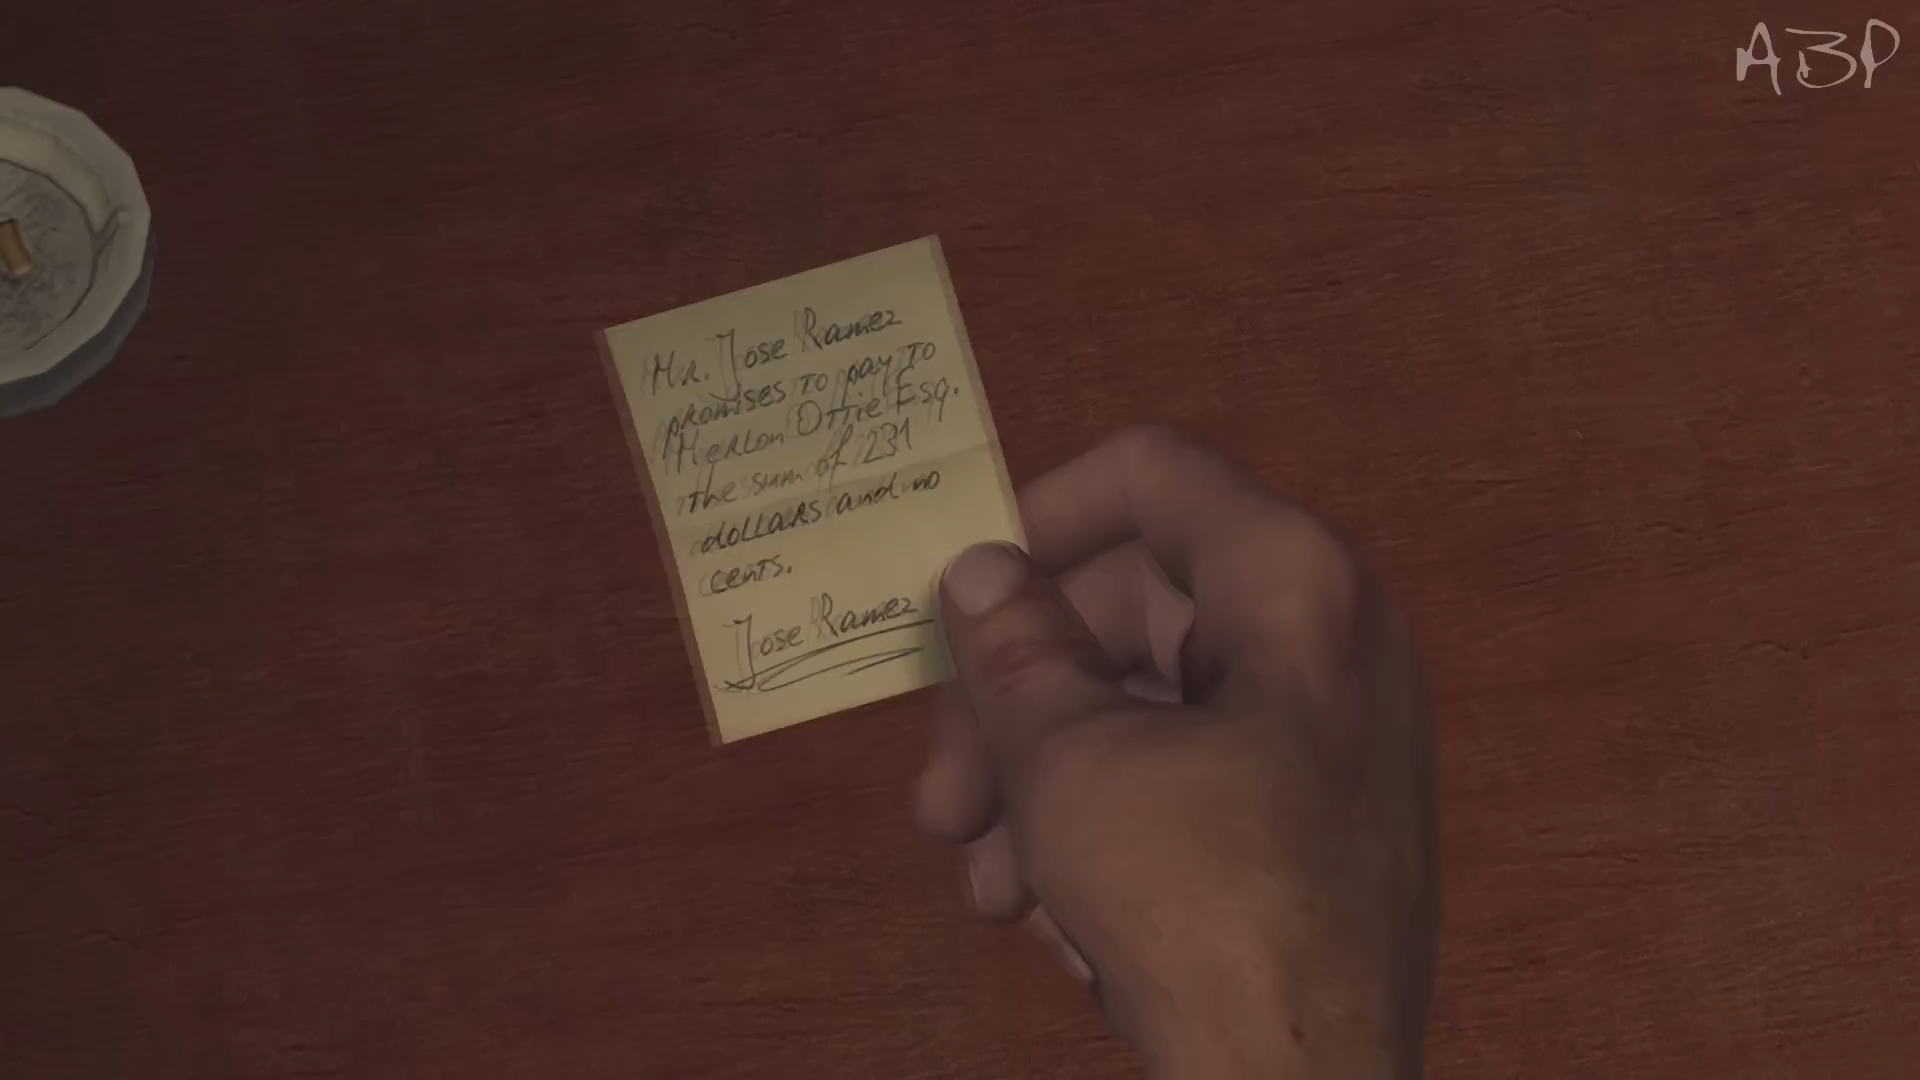 ABP
Mr. Jose Ramez
promises to pay to
Merlon Ottie Esq.
the sum of 231
dollars and no
cents.
Jose Ramez